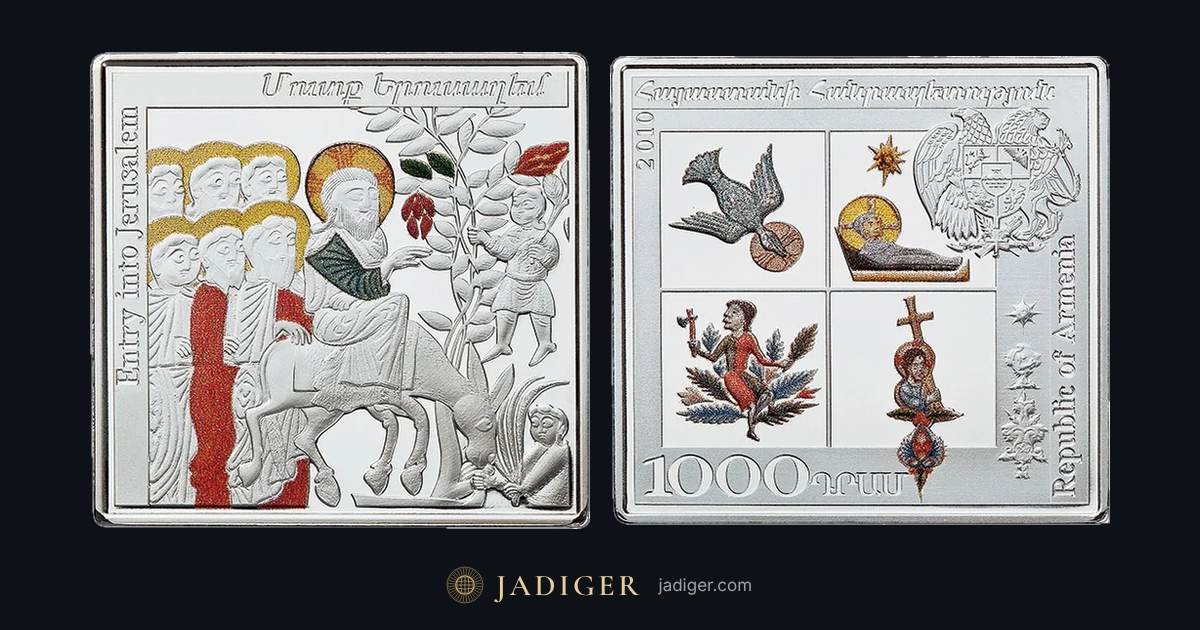 Մուտք Երուսաղեմ
Entry into Jerusalem
Հայաստանի Հանրապետություն
2010
Republic of Armenia
1000 ԴՐԱՄ
JADIGER
jadiger.com